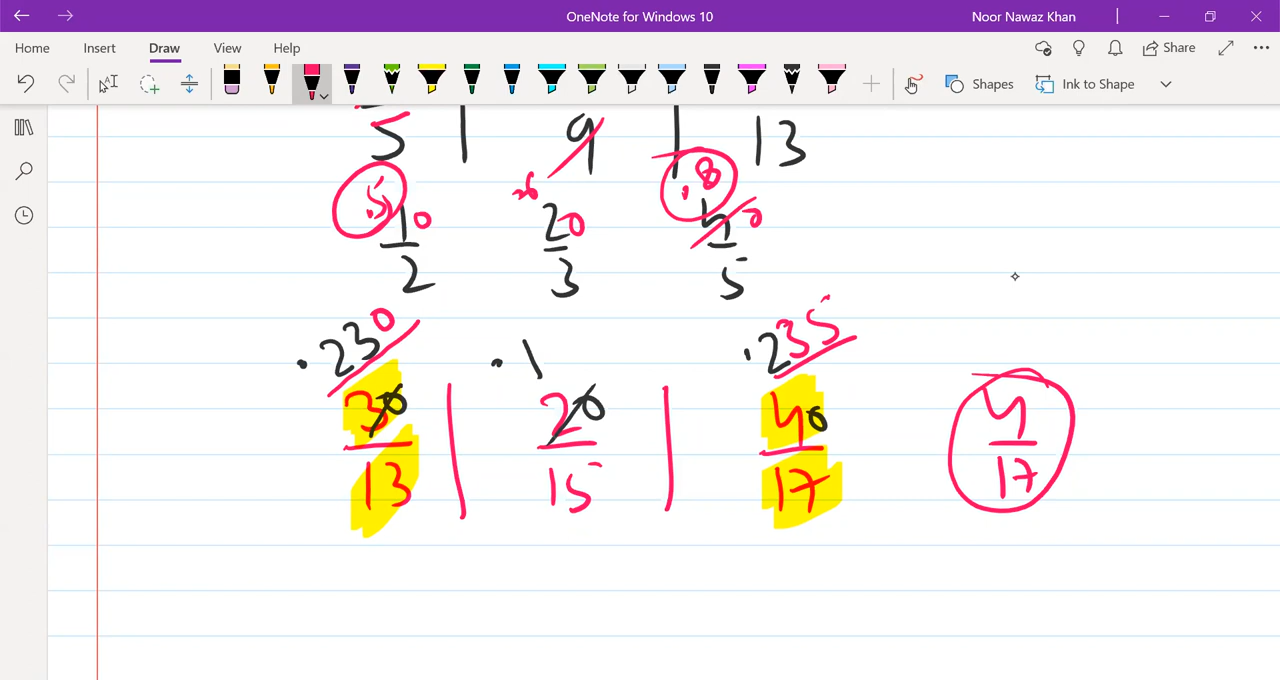 OneNote for Windows 10
Noor Nawaz Khan
Home Insert Draw View Help Share
Shapes Ink to Shape
5 | 9 | 13
.5 .6 .8
10 20 40
2 3 5
.230 .1 .235
30 | 20 | 40 4
13 | 15 | 17 17